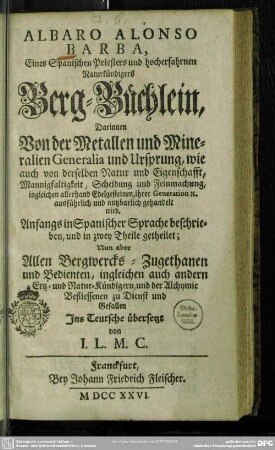 ALBARO ALONSO
BARBA,
Eines Spanischen Priesters und hocherfahrnen
Naturkündigers
Berg-Büchlein,
Darinnen
Von der Metallen und Mine-
ralien Generalia und Ursprung, wie
auch von derselben Natur und Eigenschafft,
Mannigfaltigkeit, Scheidung und Feinmachung,
ingleichen allerhand Edelgesteinen, ihrer Generation ꝛc.
ausführlich und nutzbarlich gehandelt
wird.
Anfangs in Spanischer Sprache beschrie-
ben, und in zwey Theile getheilet;
Nun aber
Allen Bergwercks-Zugethanen
und Bedienten, ingleichen auch andern
Ertz- und Natur-Kündigern, und der Alchymie
Beflissenen zu Dienst und
Gefallen
Ins Teutsche übersetzt
von
I. L. M. C.
Franckfurt,
Bey Johann Friedrich Fleischer.
M DCC XXVI.